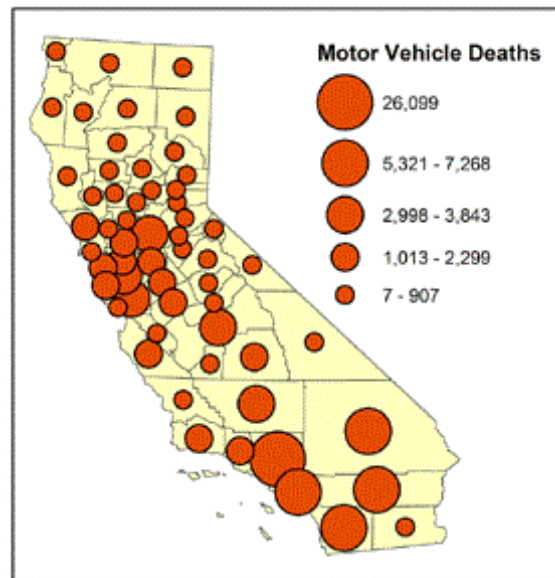 Motor Vehicle Deaths
26,099
5,321 - 7,268
2,998 - 3,843
1,013 - 2,299
7 - 907